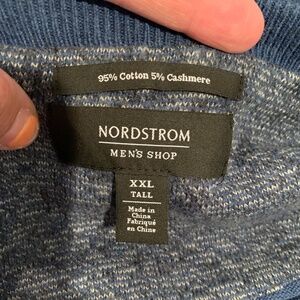 95% Cotton 5% Cashmere
NORDSTROM
MEN'S SHOP
XXL
TALL
Made in
China
Fabriqué
en Chine